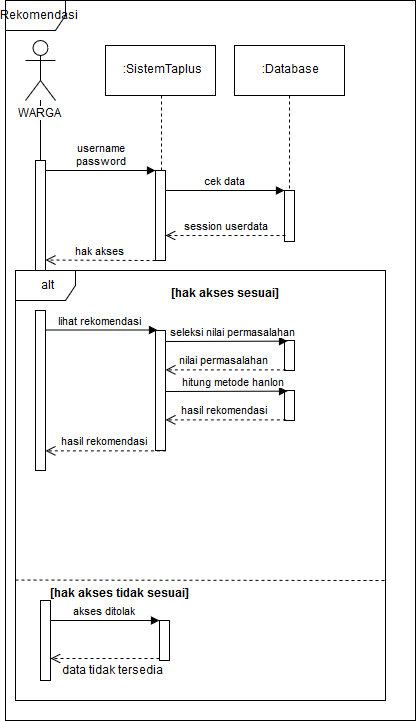 Rekomendasi
:SistemTaplus
:Database
WARGA
username
password
cek data
session userdata
hak akses
alt
[hak akses sesuai]
lihat rekomendasi
seleksi nilai permasalahan
nilai permasalahan
hitung metode hanlon
hasil rekomendasi
hasil rekomendasi
[hak akses tidak sesuai]
akses ditolak
data tidak tersedia